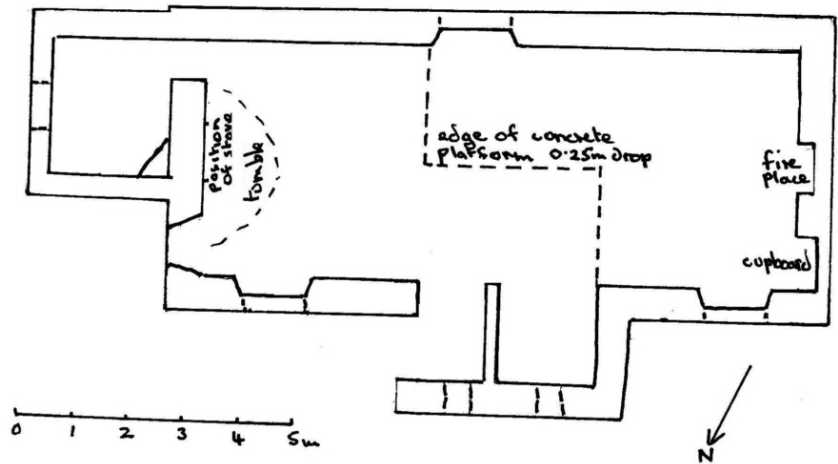 edge of concrete
platform 0.25m drop
position
of stove
tumble
fire
place
cupboard
0 1 2 3 4 5m
N